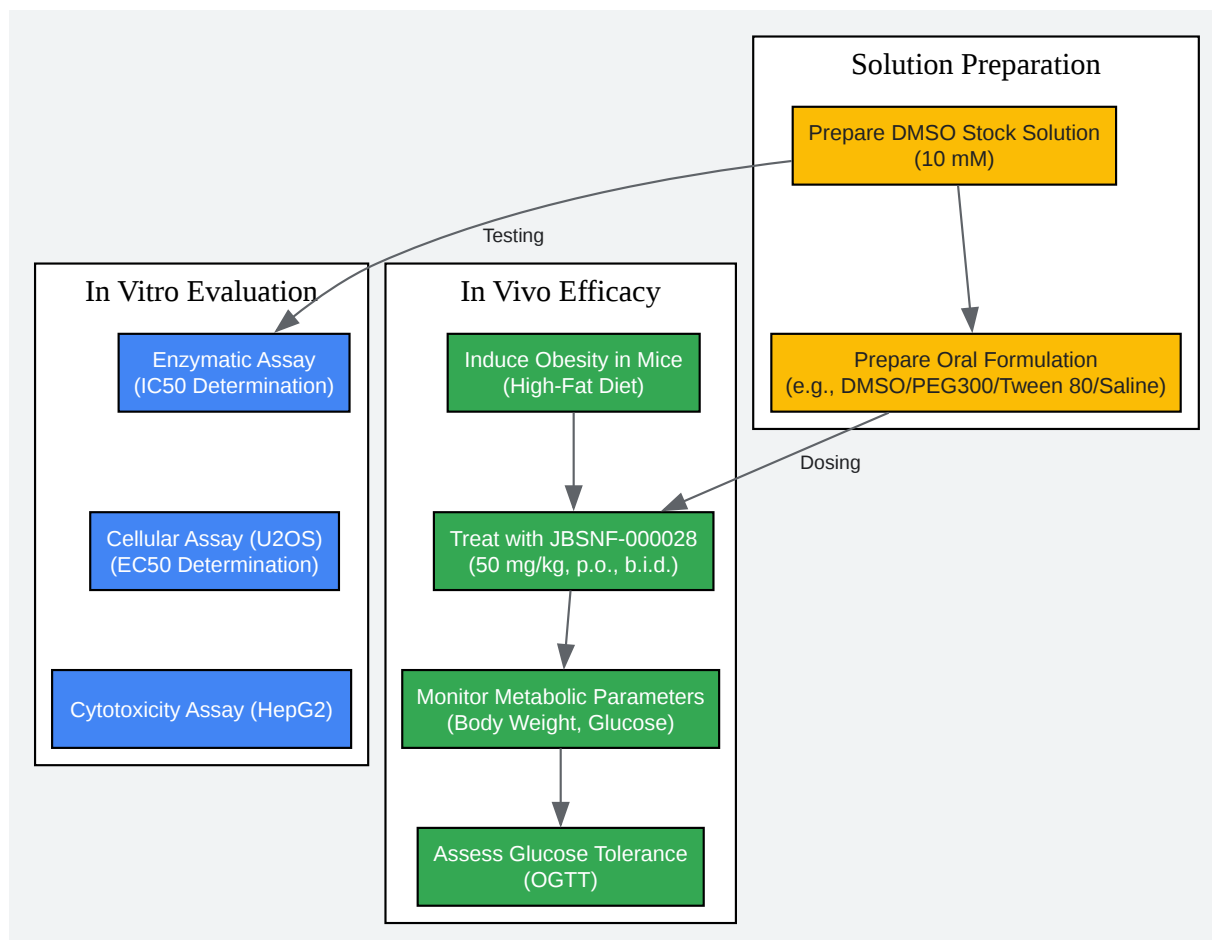 Solution Preparation
Prepare DMSO Stock Solution
(10 mM)
Testing
In Vitro Evaluation
In Vivo Efficacy
Enzymatic Assay
(IC50 Determination)
Induce Obesity in Mice
(High-Fat Diet)
Prepare Oral Formulation
(e.g., DMSO/PEG300/Tween 80/Saline)
Dosing
Cellular Assay (U2OS)
(EC50 Determination)
Treat with JBSNF-000028
(50 mg/kg, p.o., b.i.d.)
Cytotoxicity Assay (HepG2)
Monitor Metabolic Parameters
(Body Weight, Glucose)
Assess Glucose Tolerance
(OGTT)